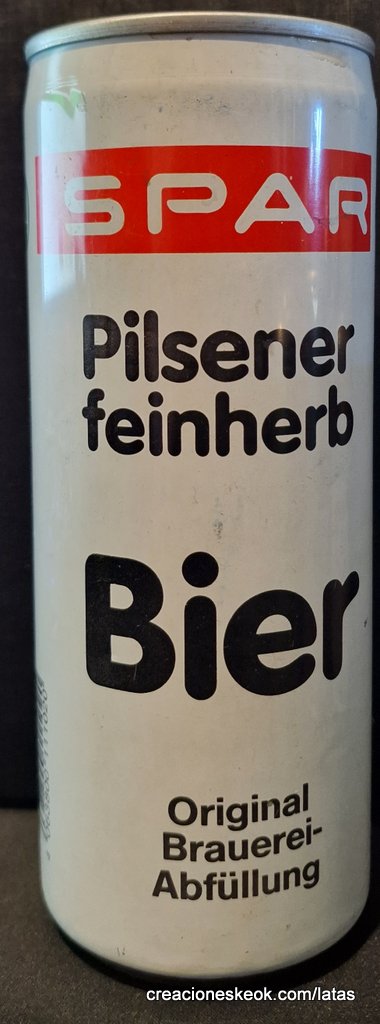 SPAR
Pilsener
feinherb
Bier
Original
Brauerei-
Abfüllung
creacioneskeok.com/latas